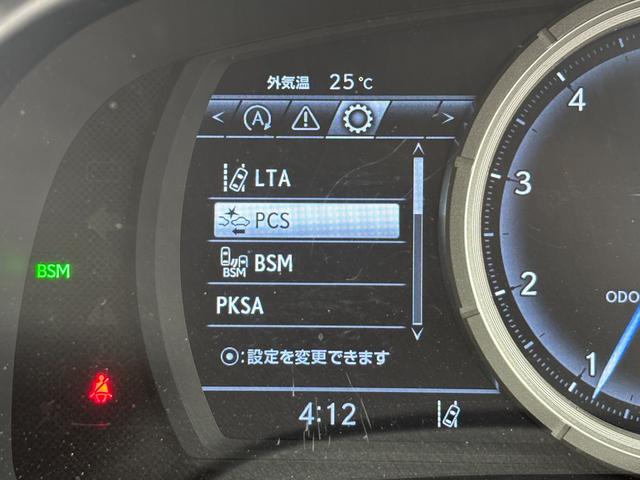 外気温 25℃
< A >
LTA
PCS
BSM BSM
PKSA
:設定を変更できます
4:12
BSM
4
3
2
1
ODO